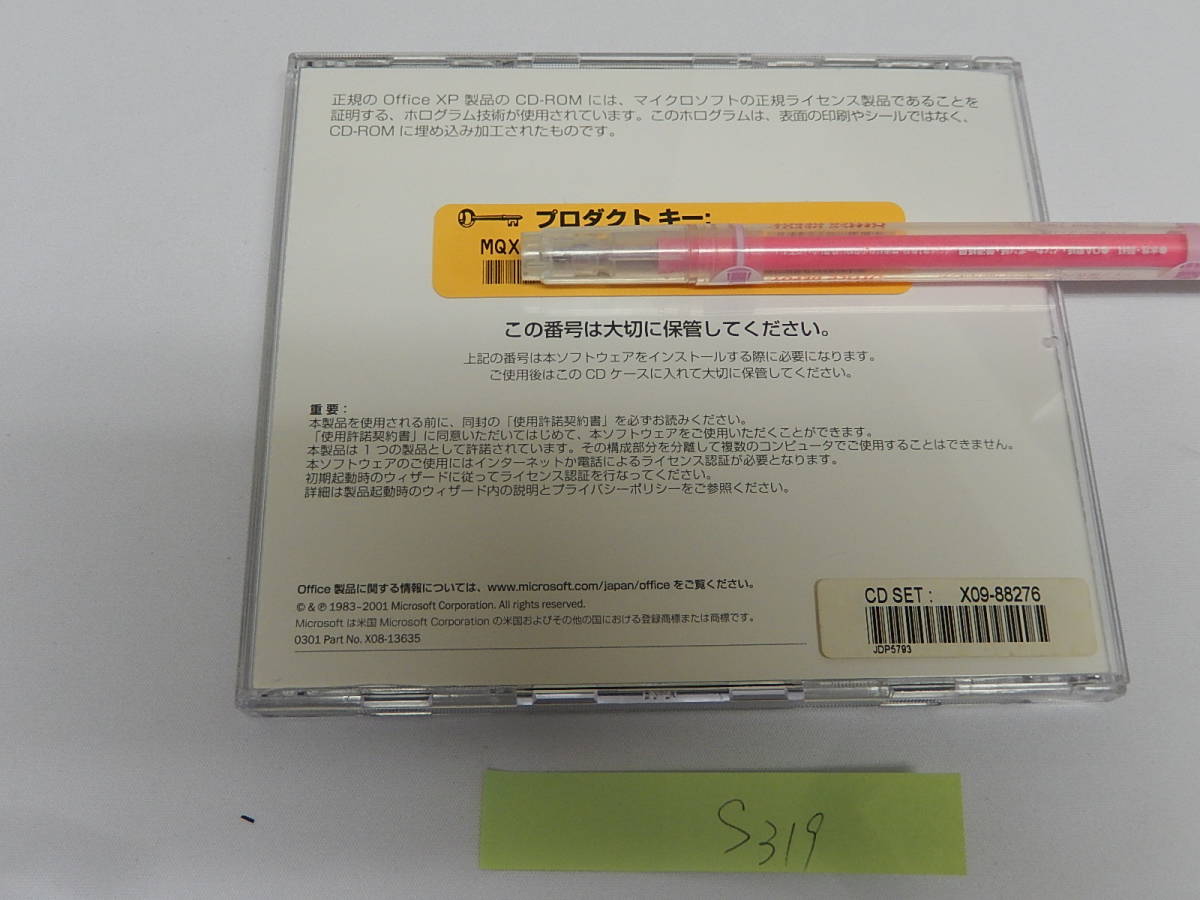 正規の Office XP 製品の CD-ROM には、マイクロソフトの正規ライセンス製品であることを
証明する、ホログラム技術が使用されています。このホログラムは、表面の印刷やシールではなく、
CD-ROM に埋め込み加工されたものです。
プロダクト キー:
MQX
この番号は大切に保管してください。
上記の番号は本ソフトウェアをインストールする際に必要になります。
ご使用後はこの CD ケースに入れて大切に保管してください。
重要：
本製品を使用される前に、同封の「使用許諾契約書」を必ずお読みください。
「使用許諾契約書」に同意いただいてはじめて、本ソフトウェアをご使用いただくことができます。
本製品は 1 つの製品として許諾されています。その構成部分を分離して複数のコンピュータでご使用することはできません。
本ソフトウェアのご使用にはインターネットか電話によるライセンス認証が必要となります。
初期起動時のウィザードに従ってライセンス認証を行なってください。
詳細は製品起動時のウィザード内の説明とプライバシーポリシーをご参照ください。
Office 製品に関する情報については、www.microsoft.com/japan/office をご覧ください。
© & ℗ 1983-2001 Microsoft Corporation. All rights reserved.
Microsoft は米国 Microsoft Corporation の米国およびその他の国における登録商標または商標です。
0301 Part No. X08-13635
CD SET : X09-88276
JDP5793
S319